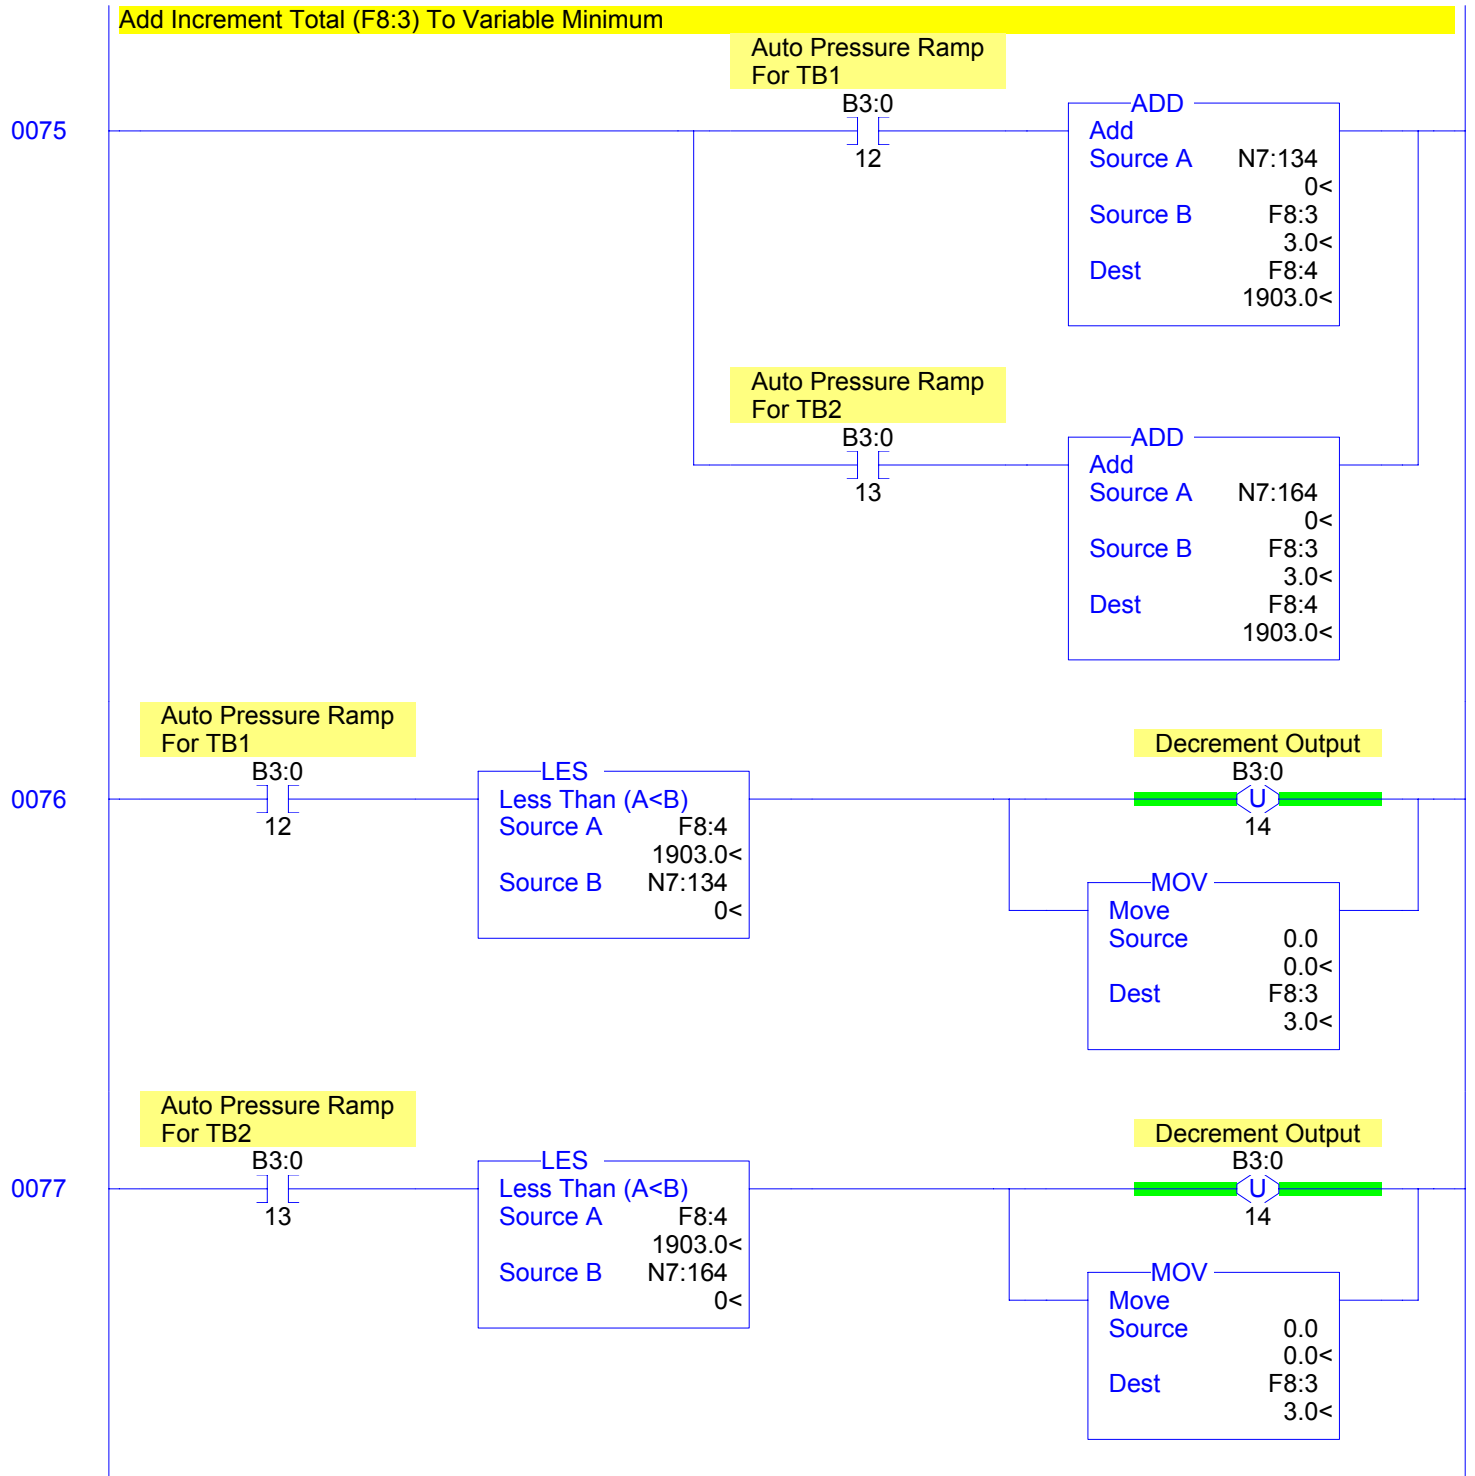 Add Increment Total (F8:3) To Variable Minimum
Auto Pressure Ramp
For TB1
B3:0
12
0075
ADD
Add
Source A N7:134
0<
Source B F8:3
3.0<
Dest F8:4
1903.0<
Auto Pressure Ramp
For TB2
B3:0
13
ADD
Add
Source A N7:164
0<
Source B F8:3
3.0<
Dest F8:4
1903.0<
Auto Pressure Ramp
For TB1
B3:0
12
0076
LES
Less Than (A<B)
Source A F8:4
1903.0<
Source B N7:134
0<
Decrement Output
B3:0
U
14
MOV
Move
Source 0.0
0.0<
Dest F8:3
3.0<
Auto Pressure Ramp
For TB2
B3:0
13
0077
LES
Less Than (A<B)
Source A F8:4
1903.0<
Source B N7:164
0<
Decrement Output
B3:0
U
14
MOV
Move
Source 0.0
0.0<
Dest F8:3
3.0<